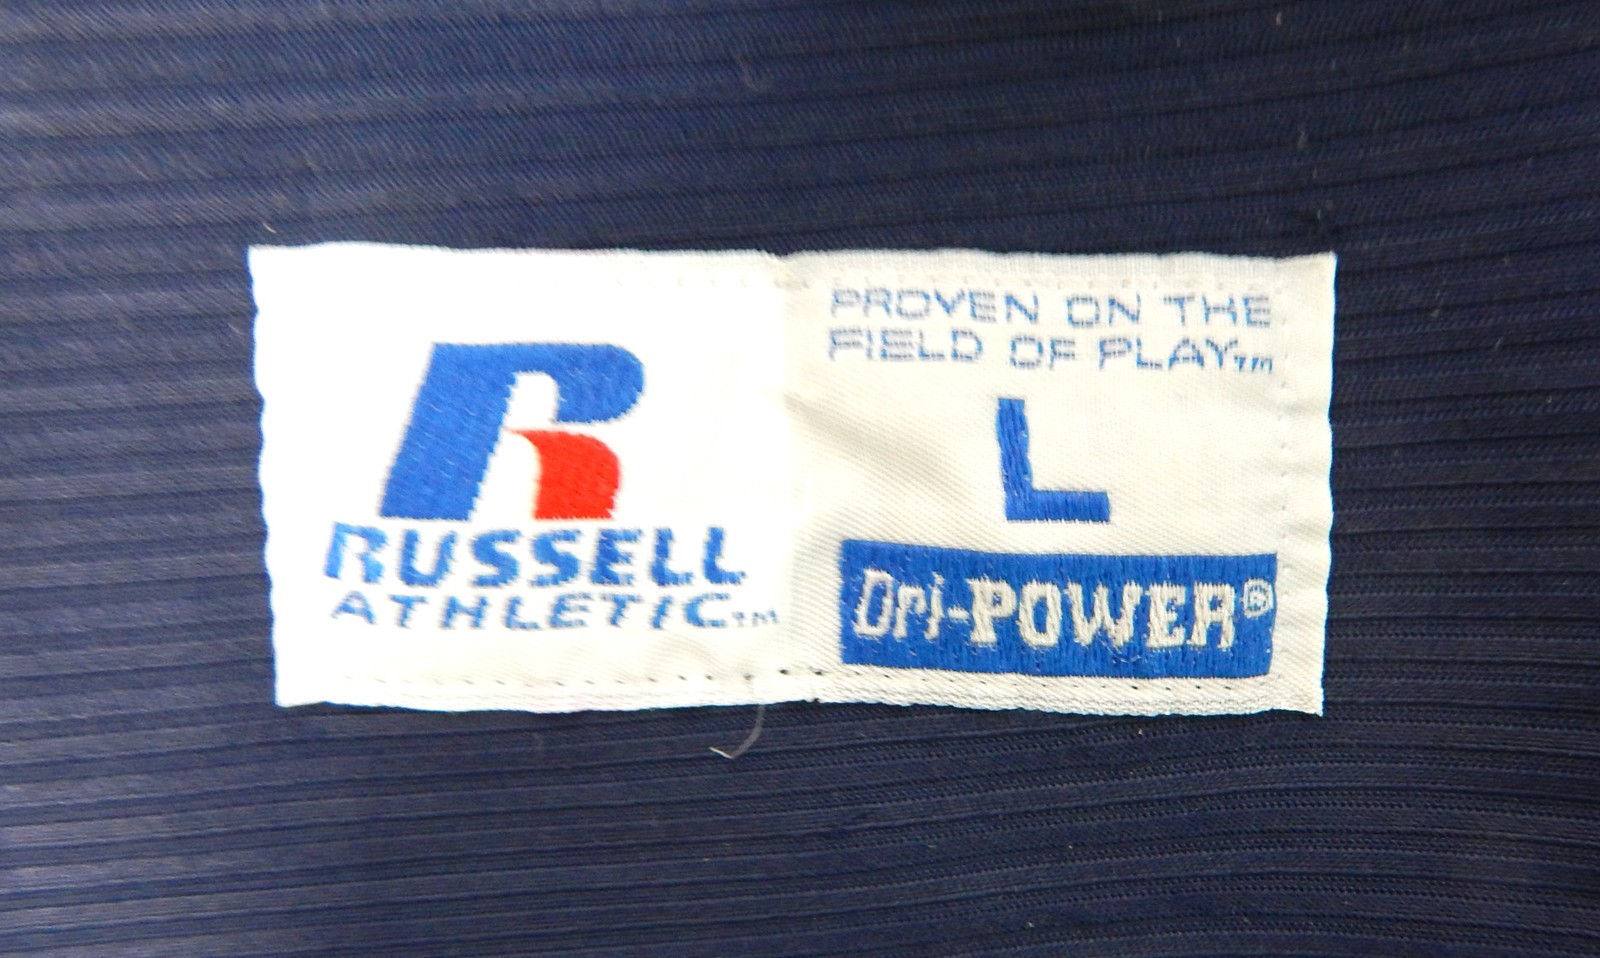 R
RUSSELL
ATHLETIC™
PROVEN ON THE
FIELD OF PLAY™
L
Dri-POWER®